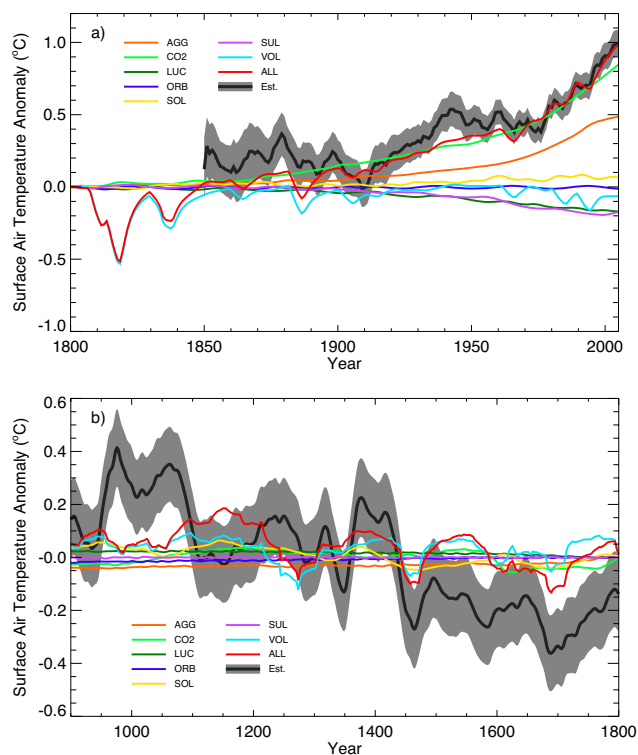 a)
AGG
CO2
LUC
ORB
SOL
SUL
VOL
ALL
Est.
Surface Air Temperature Anomaly (°C)
1.0
0.5
0.0
-0.5
-1.0
1800 1850 1900 1950 2000
Year
b)
Surface Air Temperature Anomaly (°C)
0.6
0.4
0.2
-0.0
-0.2
-0.4
-0.6
AGG
CO2
LUC
ORB
SOL
SUL
VOL
ALL
Est.
1000 1200 1400 1600 1800
Year